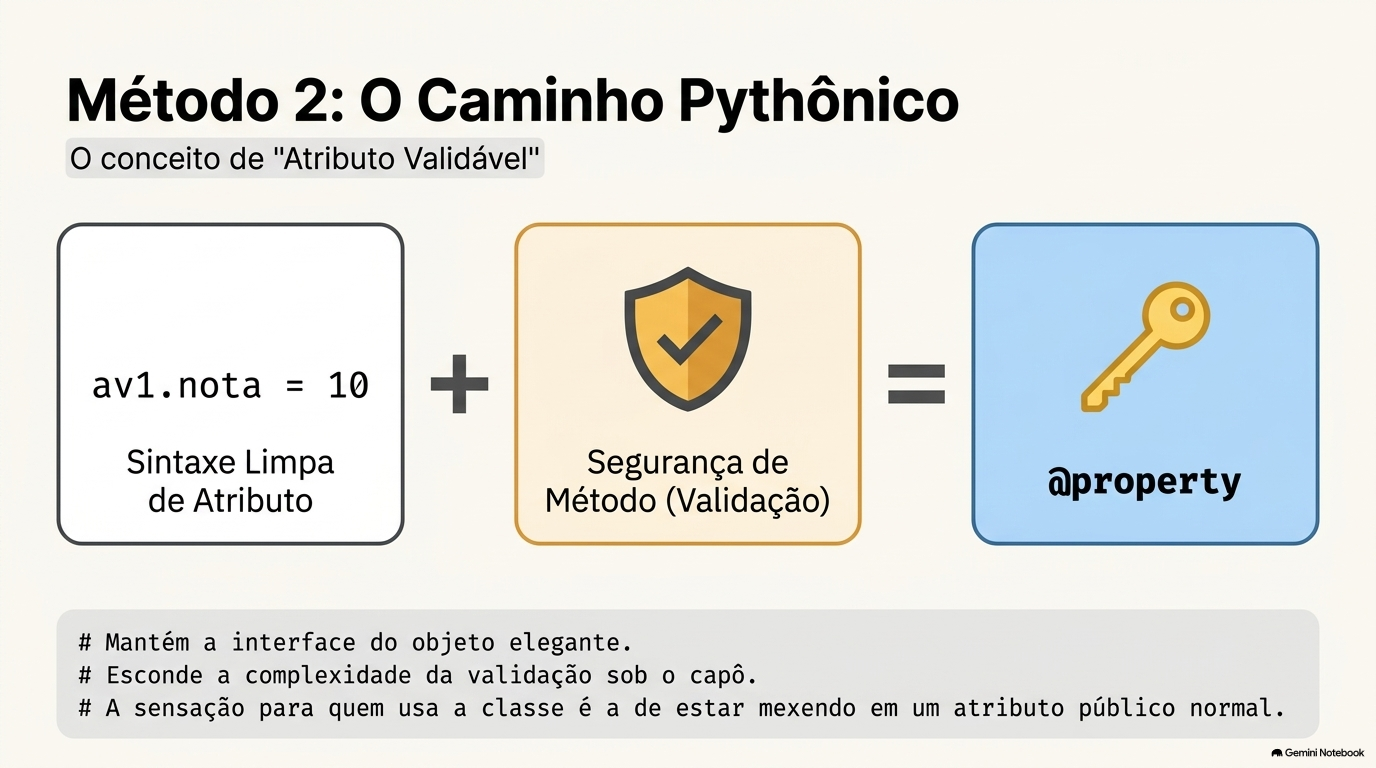 Método 2: O Caminho Pythônico
O conceito de "Atributo Validável"
av1.nota = 10
Sintaxe Limpa
de Atributo
+
Segurança de
Método (Validação)
=
@property
# Mantém a interface do objeto elegante.
# Esconde a complexidade da validação sob o capô.
# A sensação para quem usa a classe é a de estar mexendo em um atributo público normal.
Gemini Notebook